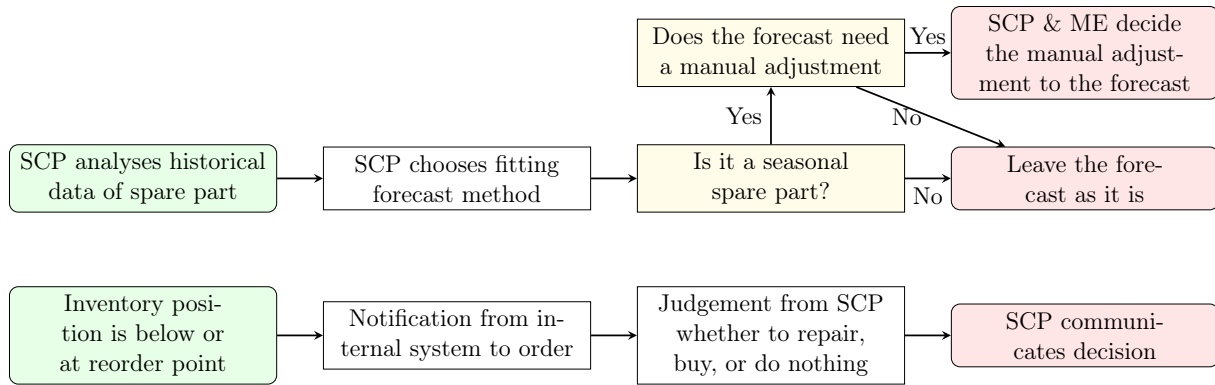 Does the forecast need
a manual adjustment
Yes
SCP & ME decide
the manual adjust-
ment to the forecast
Yes
No
SCP analyses historical
data of spare part
SCP chooses fitting
forecast method
Is it a seasonal
spare part?
No
Leave the fore-
cast as it is
Inventory posi-
tion is below or
at reorder point
Notification from in-
ternal system to order
Judgement from SCP
whether to repair,
buy, or do nothing
SCP communi-
cates decision